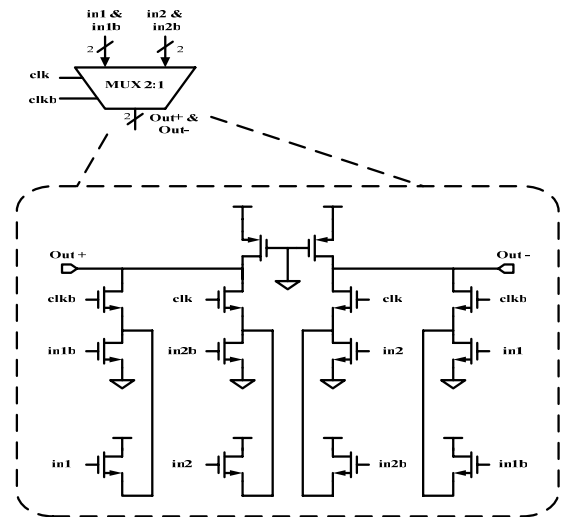 in1 & in2 &
in1b in2b
2 2
clk
MUX 2:1
clkb
2 Out+ &
Out-
Out + Out -
clkb clk clk clkb
in1b in2b in2 in1
in1 in2 in2b in1b